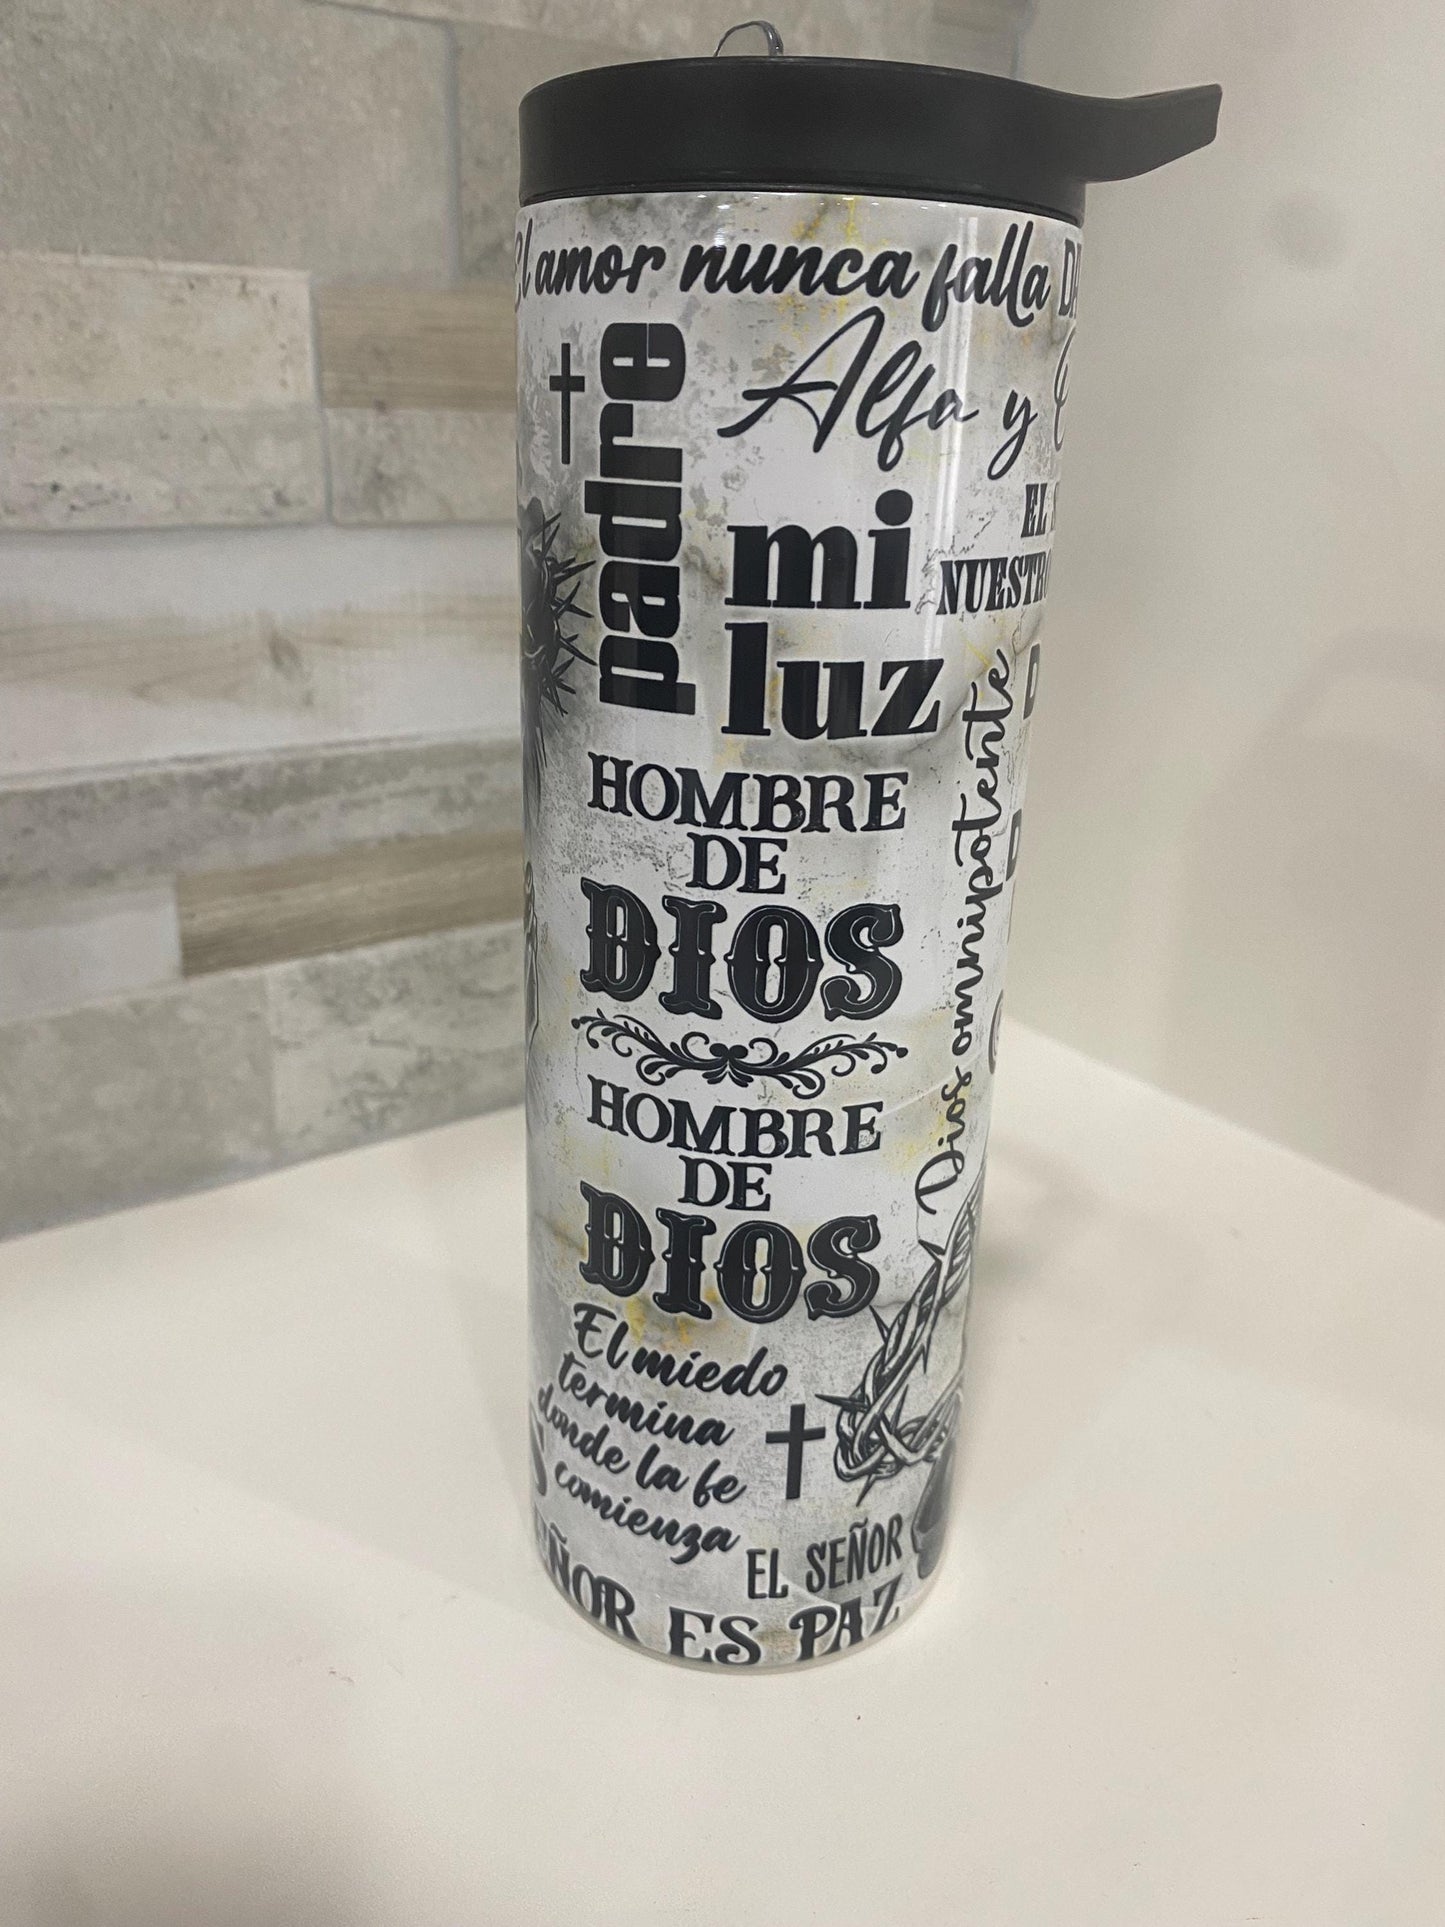 El amor nunca falla
padre
Alfa y
mi
luz
NUESTRO
Dios omnipotente
HOMBRE
DE
DIOS
HOMBRE
DE
DIOS
El miedo
termina
donde la fe
comienza
EL SEÑOR
ES PAZ